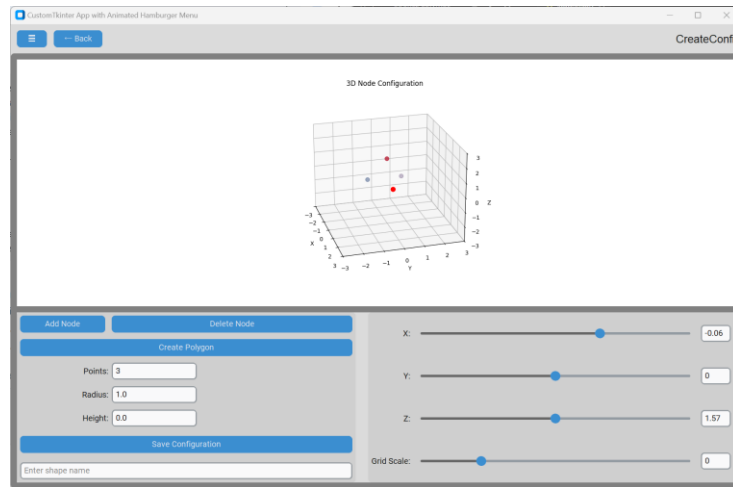 CustomTkinter App with Animated Hamburger Menu
← Back
CreateConfi
3D Node Configuration
3
2
1
0 Z
−1
−2
−3
−3
−2
−1
X 0
1
2
3
−3 −2 −1 0 1 2 3
Y
Add Node Delete Node
Create Polygon
Points: 3
Radius: 1.0
Height: 0.0
Save Configuration
Enter shape name
X: -0.06
Y: 0
Z: 1.57
Grid Scale: 0